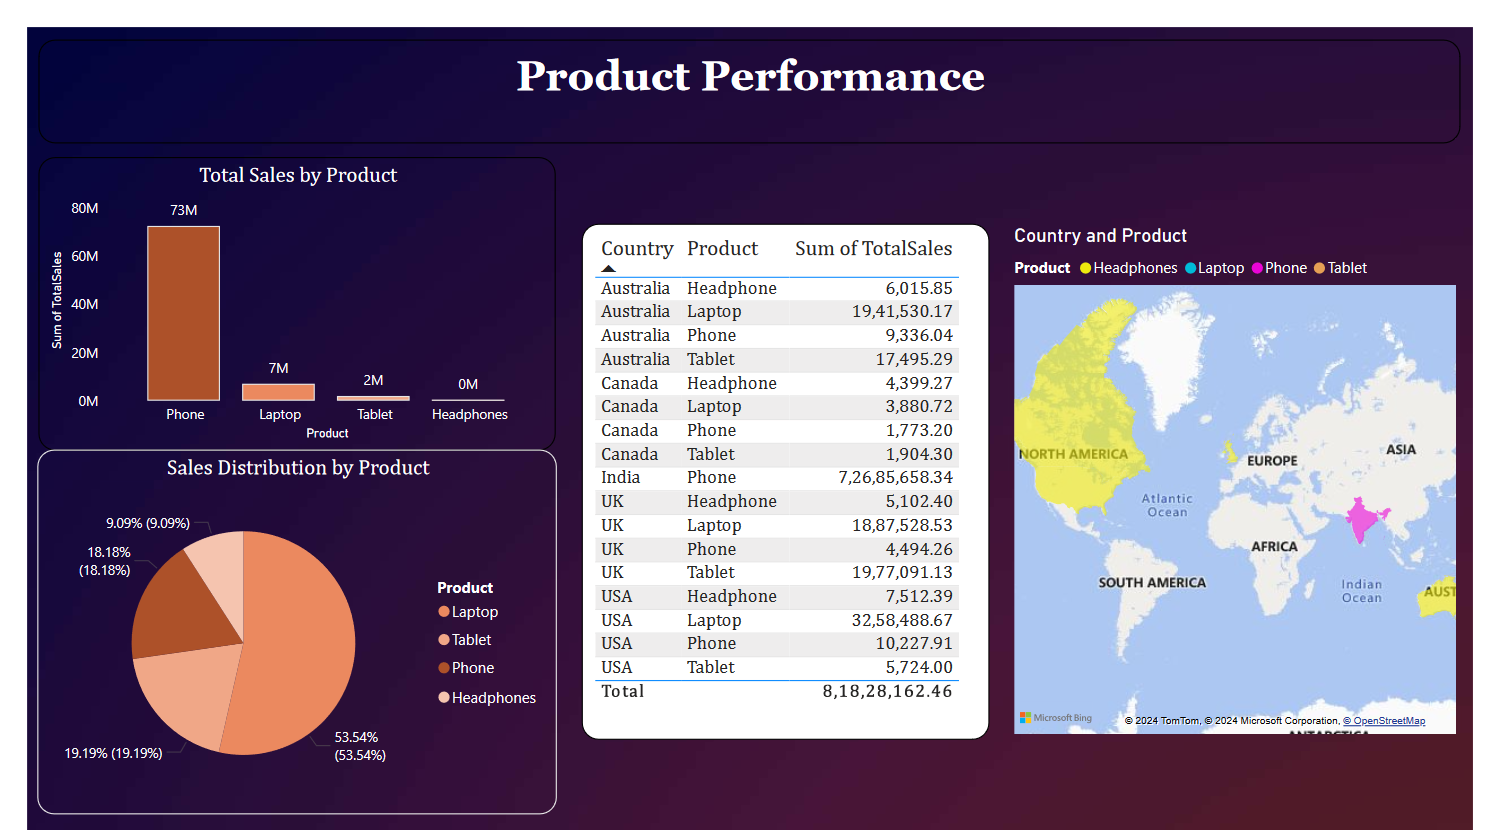 Product Performance
Total Sales by Product
Sum of TotalSales
80M
60M
40M
20M
0M
73M
7M
2M
0M
Phone
Laptop
Tablet
Headphones
Product
Sales Distribution by Product
9.09% (9.09%)
18.18%
(18.18%)
19.19% (19.19%)
53.54%
(53.54%)
Product
Laptop
Tablet
Phone
Headphones
Country Product Sum of TotalSales
Australia Headphone 6,015.85
Australia Laptop 19,41,530.17
Australia Phone 9,336.04
Australia Tablet 17,495.29
Canada Headphone 4,399.27
Canada Laptop 3,880.72
Canada Phone 1,773.20
Canada Tablet 1,904.30
India Phone 7,26,85,658.34
UK Headphone 5,102.40
UK Laptop 18,87,528.53
UK Phone 4,494.26
UK Tablet 19,77,091.13
USA Headphone 7,512.39
USA Laptop 32,58,488.67
USA Phone 10,227.91
USA Tablet 5,724.00
Total 8,18,28,162.46
Country and Product
Product Headphones Laptop Phone Tablet
NORTH AMERICA
EUROPE
ASIA
Atlantic
Ocean
AFRICA
SOUTH AMERICA
Indian
Ocean
AUST
Microsoft Bing
© 2024 TomTom, © 2024 Microsoft Corporation, © OpenStreetMap
ANTARCTICA